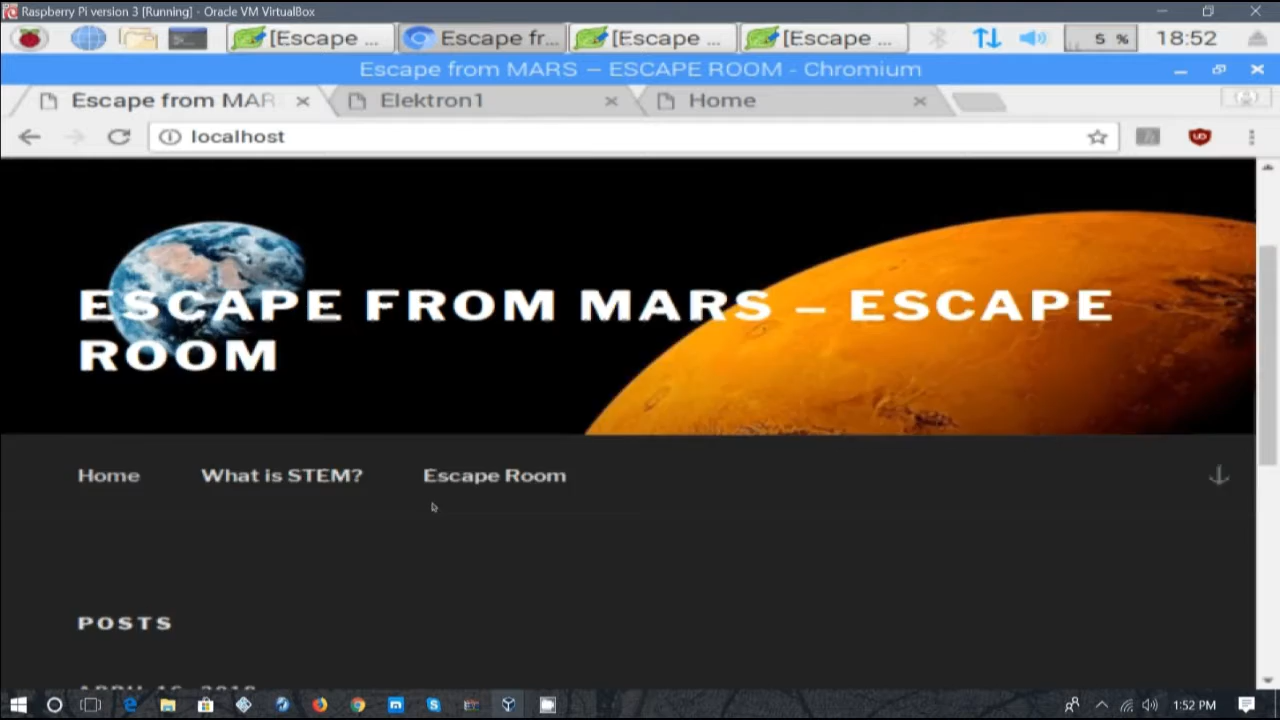 Raspberry Pi version 3 [Running] - Oracle VM VirtualBox
[Escape ...
Escape fr...
[Escape ...
[Escape ...
5 %
18:52
Escape from MARS – ESCAPE ROOM - Chromium
Escape from MAR
Elektron1
Home
localhost
ESCAPE FROM MARS – ESCAPE
ROOM
Home
What is STEM?
Escape Room
POSTS
1:52 PM